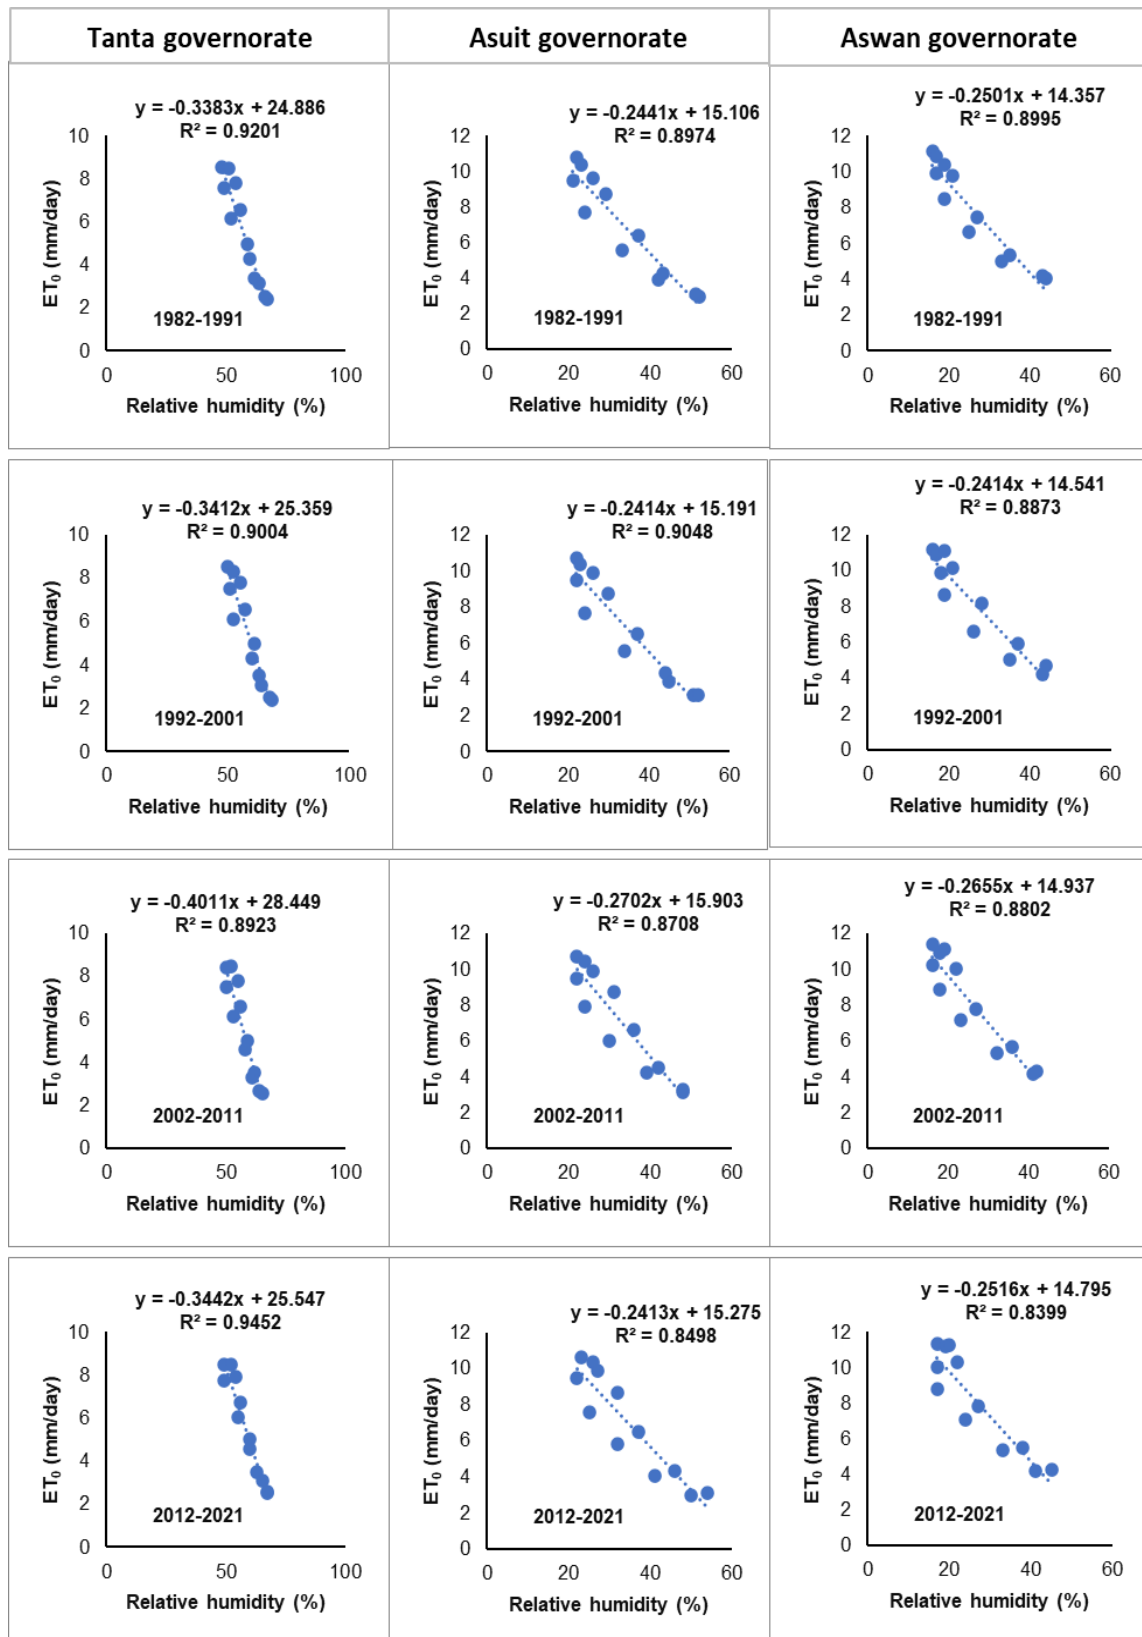 Tanta governorate
Asuit governorate
Aswan governorate
y = -0.3383x + 24.886
R² = 0.9201
10
8
6
4
2
0
ET₀ (mm/day)
1982-1991
0 50 100
Relative humidity (%)
y = -0.2441x + 15.106
R² = 0.8974
12
10
8
6
4
2
0
ET₀ (mm/day)
1982-1991
0 20 40 60
Relative humidity (%)
y = -0.2501x + 14.357
R² = 0.8995
12
10
8
6
4
2
0
ET₀ (mm/day)
1982-1991
0 20 40 60
Relative humidity (%)
y = -0.3412x + 25.359
R² = 0.9004
10
8
6
4
2
0
ET₀ (mm/day)
1992-2001
0 50 100
Relative humidity (%)
y = -0.2414x + 15.191
R² = 0.9048
12
10
8
6
4
2
0
ET₀ (mm/day)
1992-2001
0 20 40 60
Relative humidity (%)
y = -0.2414x + 14.541
R² = 0.8873
12
10
8
6
4
2
0
ET₀ (mm/day)
1992-2001
0 20 40 60
Relative humidity (%)
y = -0.4011x + 28.449
R² = 0.8923
10
8
6
4
2
0
ET₀ (mm/day)
2002-2011
0 50 100
Relative humidity (%)
y = -0.2702x + 15.903
R² = 0.8708
12
10
8
6
4
2
0
ET₀ (mm/day)
2002-2011
0 20 40 60
Relative humidity (%)
y = -0.2655x + 14.937
R² = 0.8802
12
10
8
6
4
2
0
ET₀ (mm/day)
2002-2011
0 20 40 60
Relative humidity (%)
y = -0.3442x + 25.547
R² = 0.9452
10
8
6
4
2
0
ET₀ (mm/day)
2012-2021
0 50 100
Relative humidity (%)
y = -0.2413x + 15.275
R² = 0.8498
12
10
8
6
4
2
0
ET₀ (mm/day)
2012-2021
0 20 40 60
Relative humidity (%)
y = -0.2516x + 14.795
R² = 0.8399
12
10
8
6
4
2
0
ET₀ (mm/day)
2012-2021
0 20 40 60
Relative humidity (%)